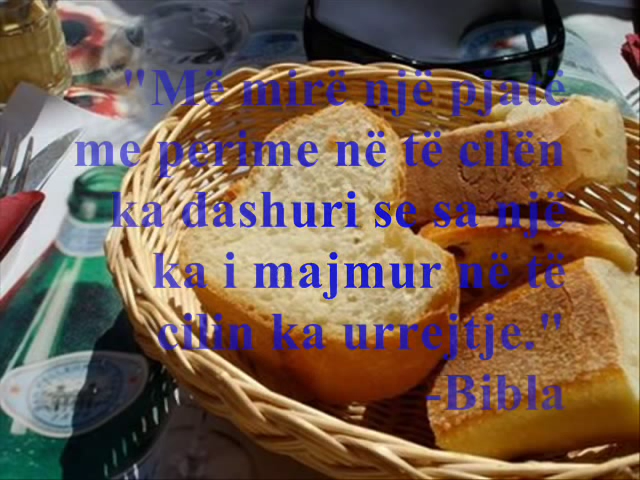 "Më mirë një pjatë
me perime në të cilën
ka dashuri se sa një
ka i majmur në të
cilin ka urrejtje."
-Bibla